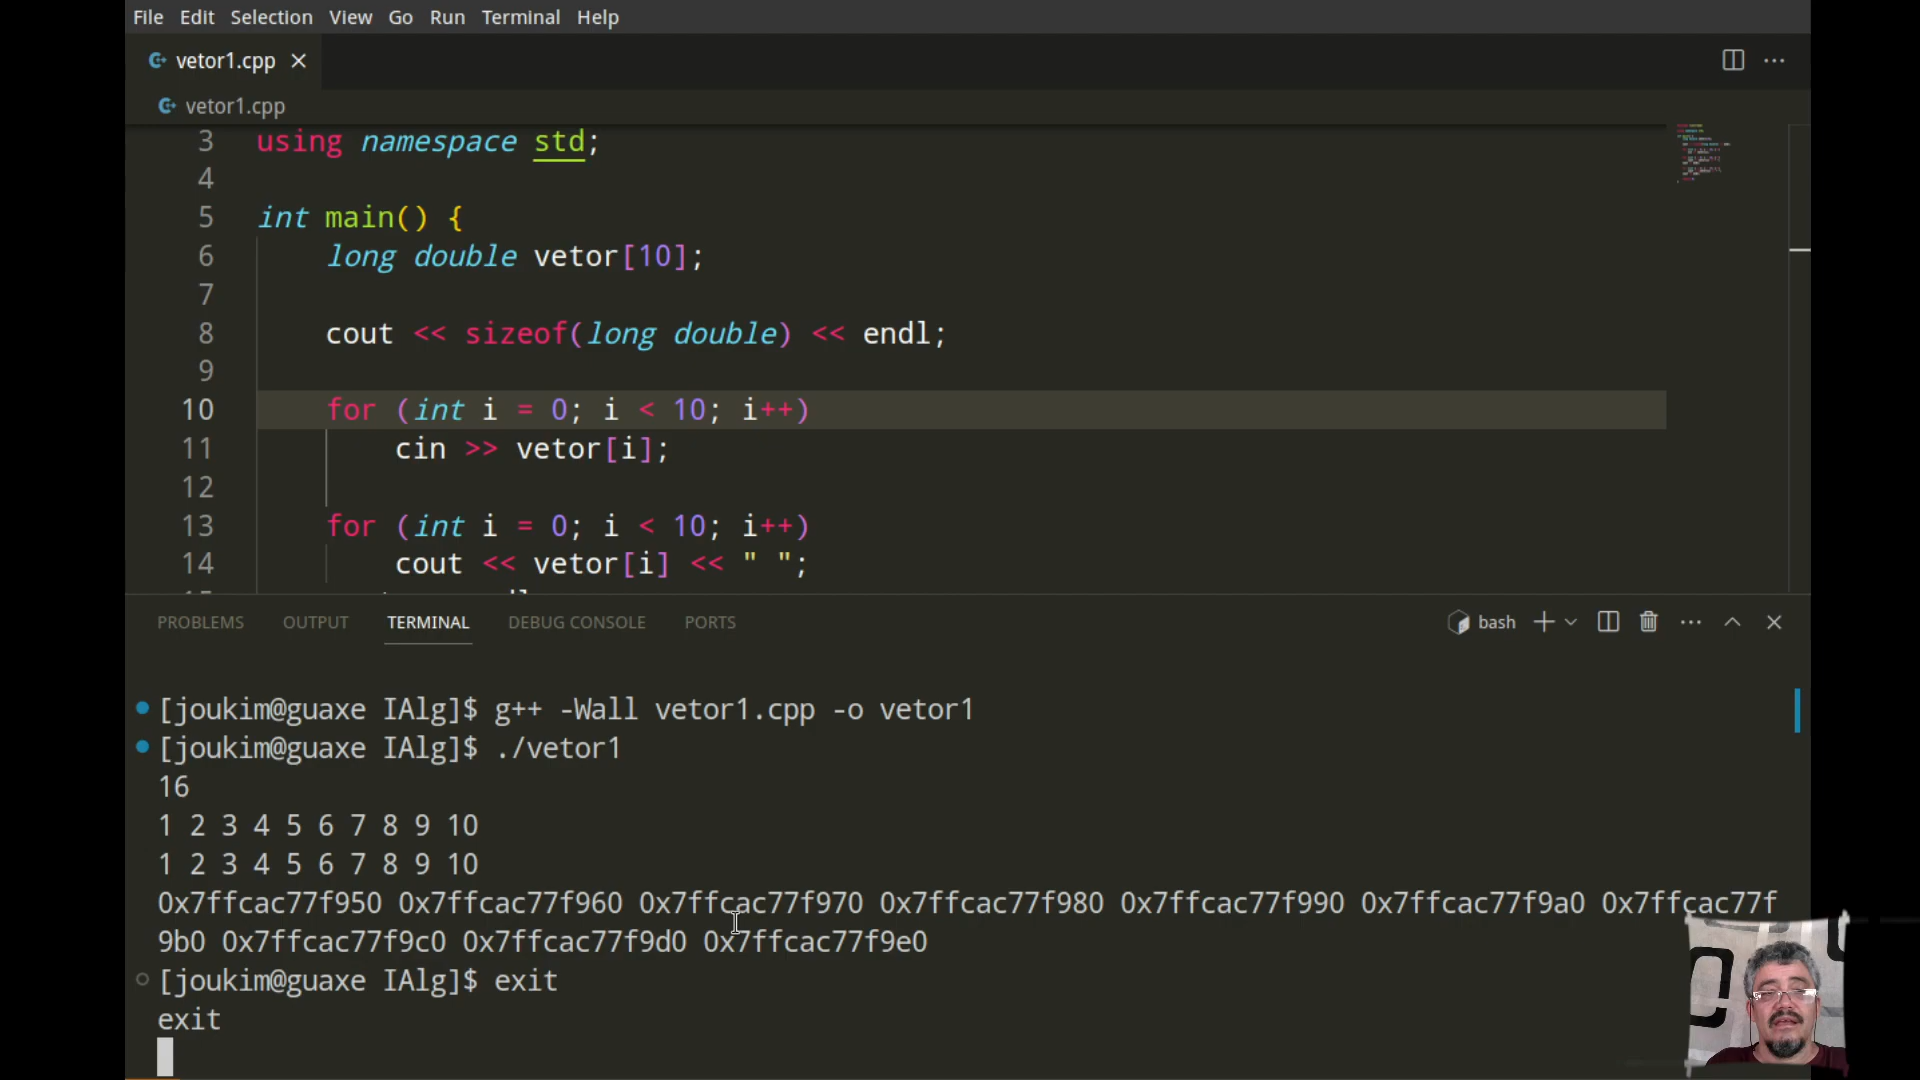 File Edit Selection View Go Run Terminal Help
vetor1.cpp
vetor1.cpp
3 using namespace std;
4
5 int main() {
6 long double vetor[10];
7
8 cout << sizeof(long double) << endl;
9
10 for (int i = 0; i < 10; i++)
11 cin >> vetor[i];
12
13 for (int i = 0; i < 10; i++)
14 cout << vetor[i] << " ";
PROBLEMS OUTPUT TERMINAL DEBUG CONSOLE PORTS bash
[joukim@guaxe IAlg]$ g++ -Wall vetor1.cpp -o vetor1
[joukim@guaxe IAlg]$ ./vetor1
16
1 2 3 4 5 6 7 8 9 10
1 2 3 4 5 6 7 8 9 10
0x7ffcac77f950 0x7ffcac77f960 0x7ffcac77f970 0x7ffcac77f980 0x7ffcac77f990 0x7ffcac77f9a0 0x7ffcac77f
9b0 0x7ffcac77f9c0 0x7ffcac77f9d0 0x7ffcac77f9e0
[joukim@guaxe IAlg]$ exit
exit